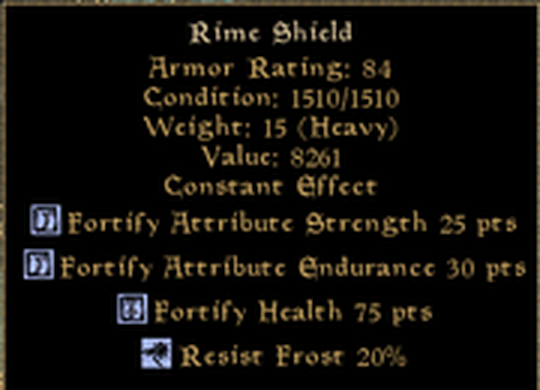 Rime Shield
Armor Rating: 84
Condition: 1510/1510
Weight: 15 (Heavy)
Value: 8261
Constant Effect
Fortify Attribute Strength 25 pts
Fortify Attribute Endurance 30 pts
Fortify Health 75 pts
Resist Frost 20%